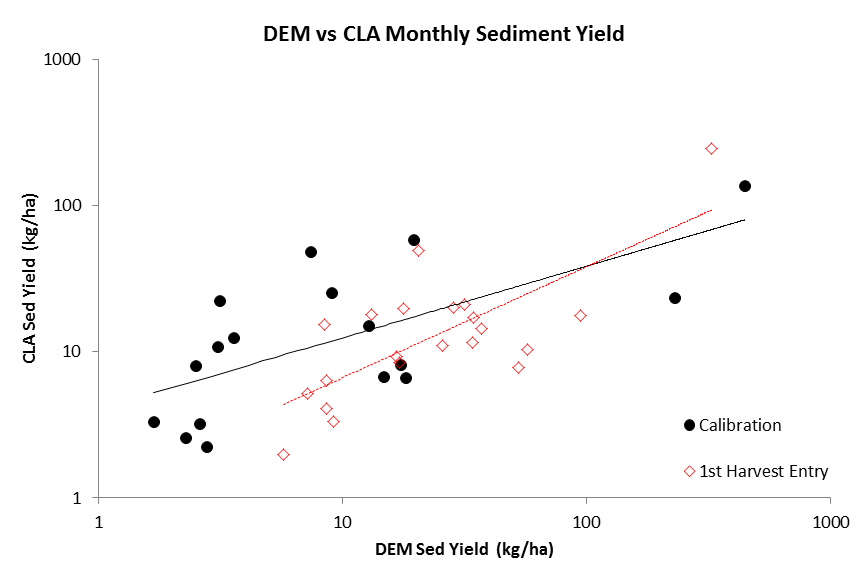 DEM vs CLA Monthly Sediment Yield
1000
100
10
1
CLA Sed Yield (kg/ha)
Calibration
1st Harvest Entry
1 10 100 1000
DEM Sed Yield (kg/ha)